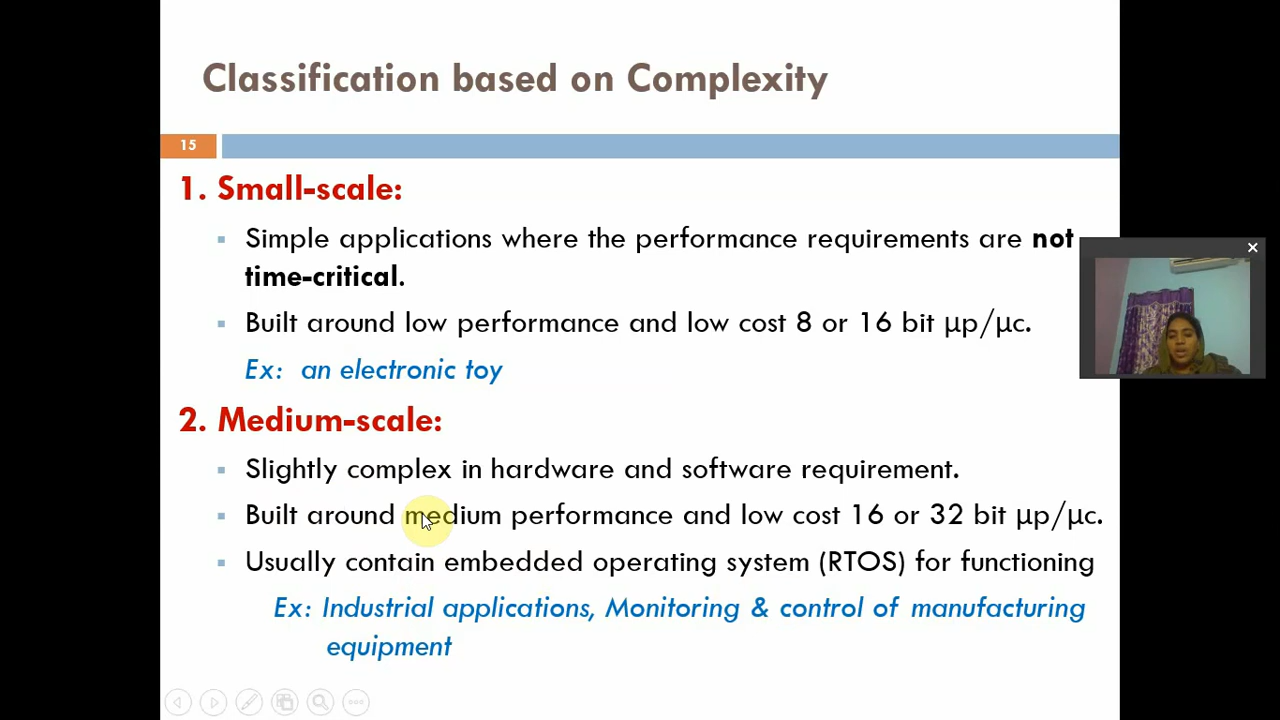 Classification based on Complexity
15
1. Small-scale:
▪ Simple applications where the performance requirements are not
time-critical.
▪ Built around low performance and low cost 8 or 16 bit µp/µc.
Ex: an electronic toy
2. Medium-scale:
▪ Slightly complex in hardware and software requirement.
▪ Built around medium performance and low cost 16 or 32 bit µp/µc.
▪ Usually contain embedded operating system (RTOS) for functioning
Ex: Industrial applications, Monitoring & control of manufacturing
equipment